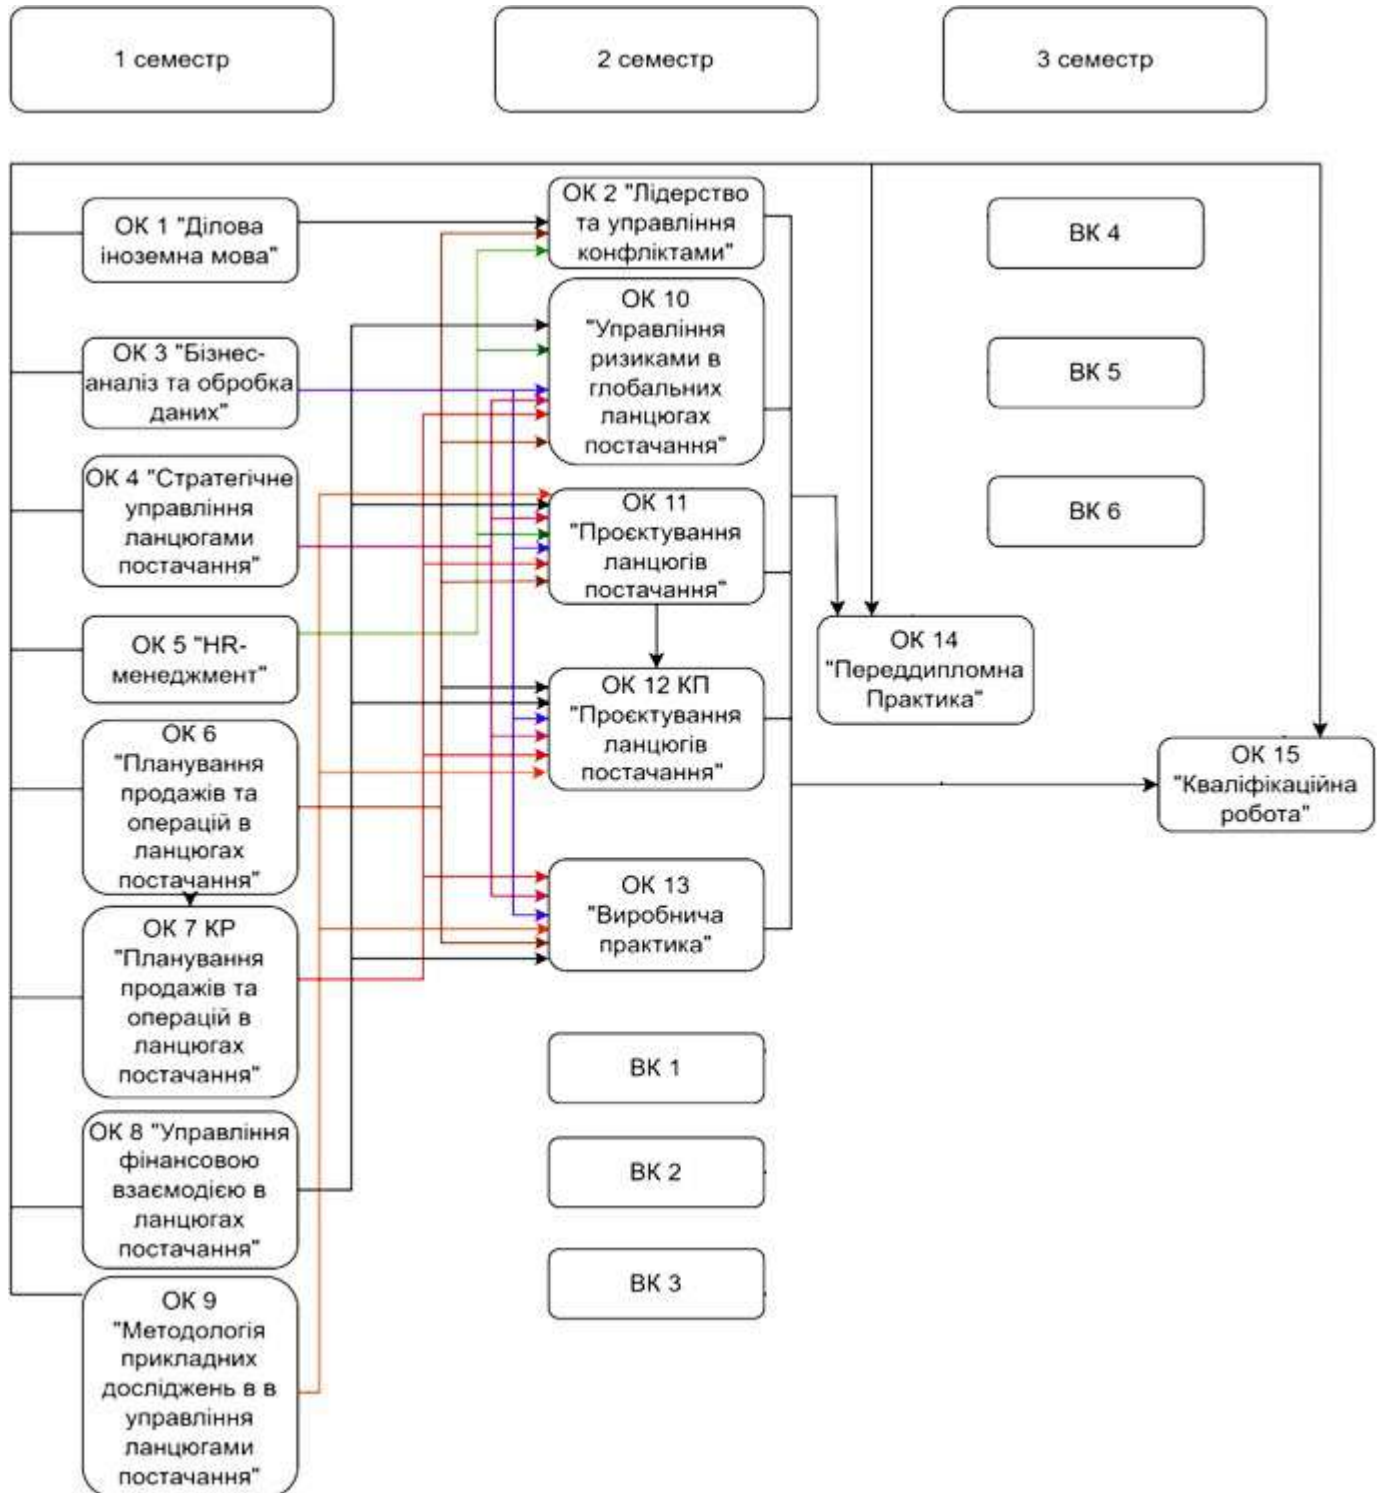 1 семестр
2 семестр
3 семестр
ОК 1 "Ділова
іноземна мова"
ОК 3 "Бізнес-
аналіз та обробка
даних"
ОК 4 "Стратегічне
управління
ланцюгами
постачання"
ОК 5 "HR-
менеджмент"
ОК 6
"Планування
продажів та
операцій в
ланцюгах
постачання"
ОК 7 КР
"Планування
продажів та
операцій в
ланцюгах
постачання"
ОК 8 "Управління
фінансовою
взаємодією в
ланцюгах
постачання"
ОК 9
"Методологія
прикладних
досліджень в в
управління
ланцюгами
постачання"
ОК 2 "Лідерство
та управління
конфліктами"
ОК 10
"Управління
ризиками в
глобальних
ланцюгах
постачання"
ОК 11
"Проєктування
ланцюгів
постачання"
ОК 12 КП
"Проєктування
ланцюгів
постачання"
ОК 13
"Виробнича
практика"
ВК 1
ВК 2
ВК 3
ВК 4
ВК 5
ВК 6
ОК 14
"Переддипломна
Практика"
ОК 15
"Кваліфікаційна
робота"